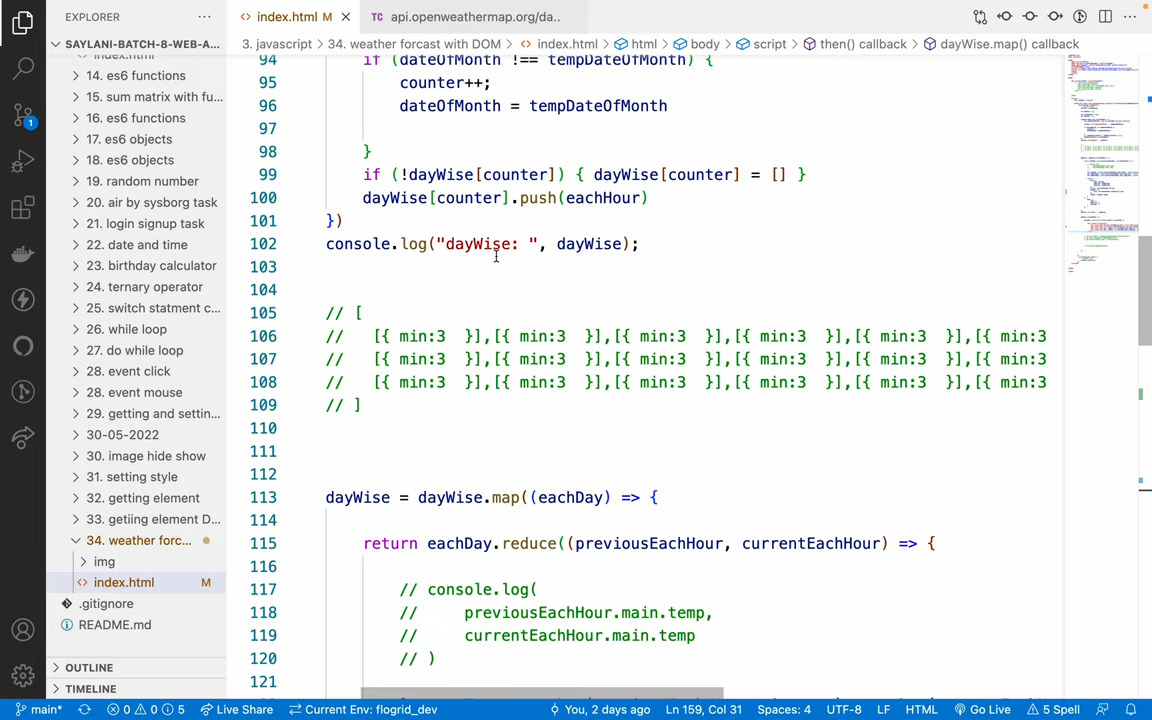 EXPLORER
index.html M
TC api.openweathermap.org/da..
SAYLANI-BATCH-8-WEB-A...
3. javascript > 34. weather forcast with DOM > index.html > html > body > script > then() callback > dayWise.map() callback
14. es6 functions
15. sum matrix with fu...
16. es6 functions
17. es6 objects
18. es6 objects
19. random number
20. air by sysborg task
21. login signup task
22. date and time
23. birthday calculator
24. ternary operator
25. switch statment c...
26. while loop
27. do while loop
28. event click
28. event mouse
29. getting and settin...
30-05-2022
30. image hide show
31. setting style
32. getting element
33. getiing element D...
34. weather forc...
img
index.html M
.gitignore
README.md
OUTLINE
TIMELINE
94 if (dateOfMonth !== tempDateOfMonth) {
95 counter++;
96 dateOfMonth = tempDateOfMonth
97
98 }
99 if (!dayWise[counter]) { dayWise[counter] = [] }
100 dayWise[counter].push(eachHour)
101 })
102 console.log("dayWise: ", dayWise);
103
104
105 // [
106 // [{ min:3 }],[{ min:3 }],[{ min:3 }],[{ min:3 }],[{ min:3 }],[{ min:3
107 // [{ min:3 }],[{ min:3 }],[{ min:3 }],[{ min:3 }],[{ min:3 }],[{ min:3
108 // [{ min:3 }],[{ min:3 }],[{ min:3 }],[{ min:3 }],[{ min:3 }],[{ min:3
109 // ]
110
111
112
113 dayWise = dayWise.map((eachDay) => {
114
115 return eachDay.reduce((previousEachHour, currentEachHour) => {
116
117 // console.log(
118 // previousEachHour.main.temp,
119 // currentEachHour.main.temp
120 // )
121
1
main* 0 0 5 Live Share Current Env: flogrid_dev You, 2 days ago Ln 159, Col 31 Spaces: 4 UTF-8 LF HTML Go Live 5 Spell